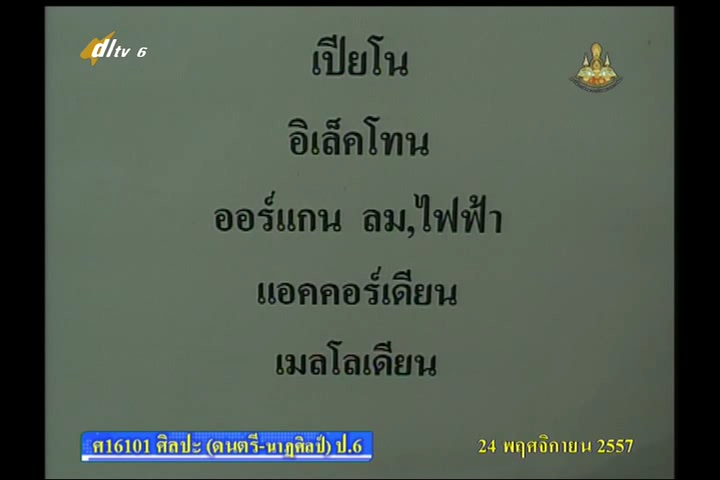 dltv 6
เปียโน
อิเล็คโทน
ออร์แกน ลม,ไฟฟ้า
แอคคอร์เดียน
เมลโลเดียน
ศ16101 ศิลปะ (ดนตรี-นาฏศิลป์) ป.6
24 พฤศจิกายน 2557